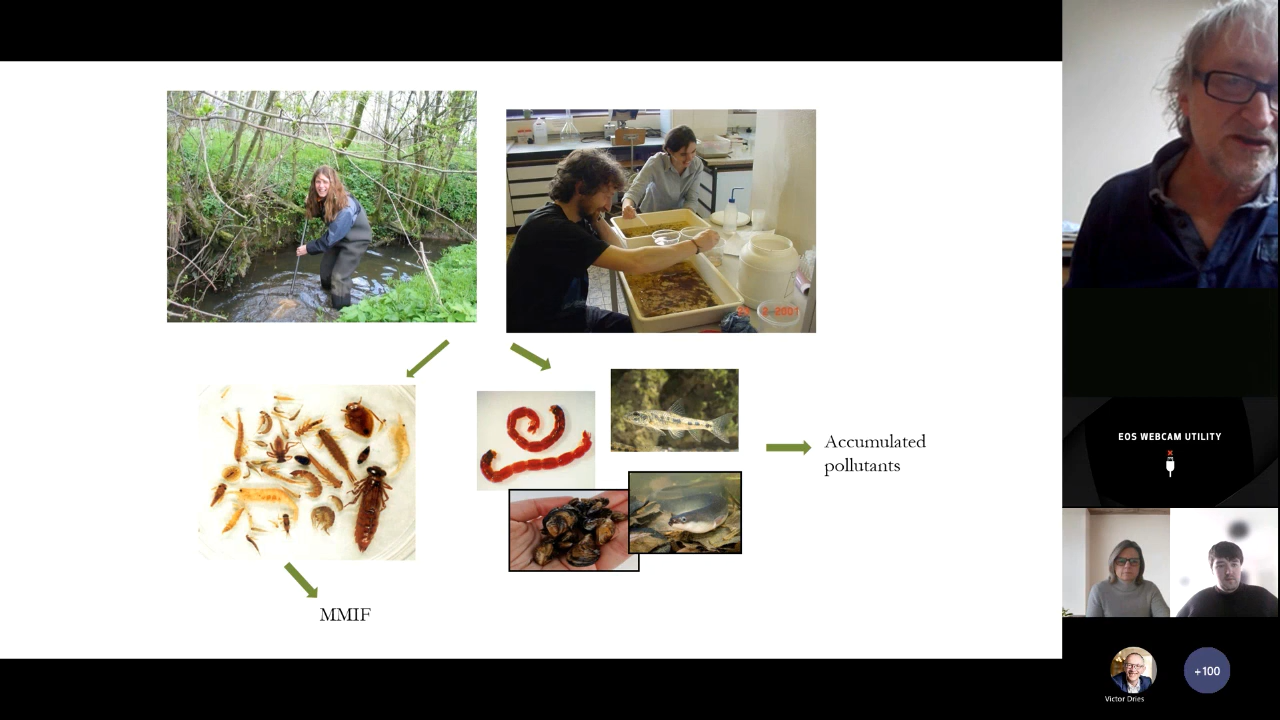 Accumulated
pollutants
MMIF
EOS WEBCAM UTILITY
Victor Dries
+100